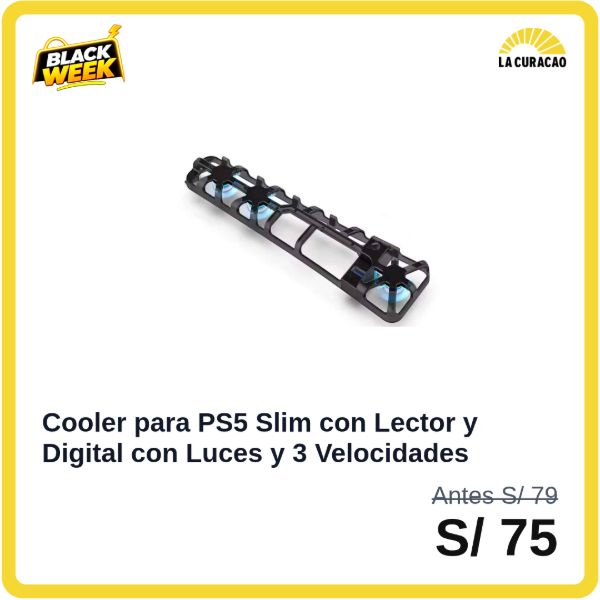 BLACK
WEEK
LA CURACAO
Cooler para PS5 Slim con Lector y
Digital con Luces y 3 Velocidades
Antes S/ 79
S/ 75